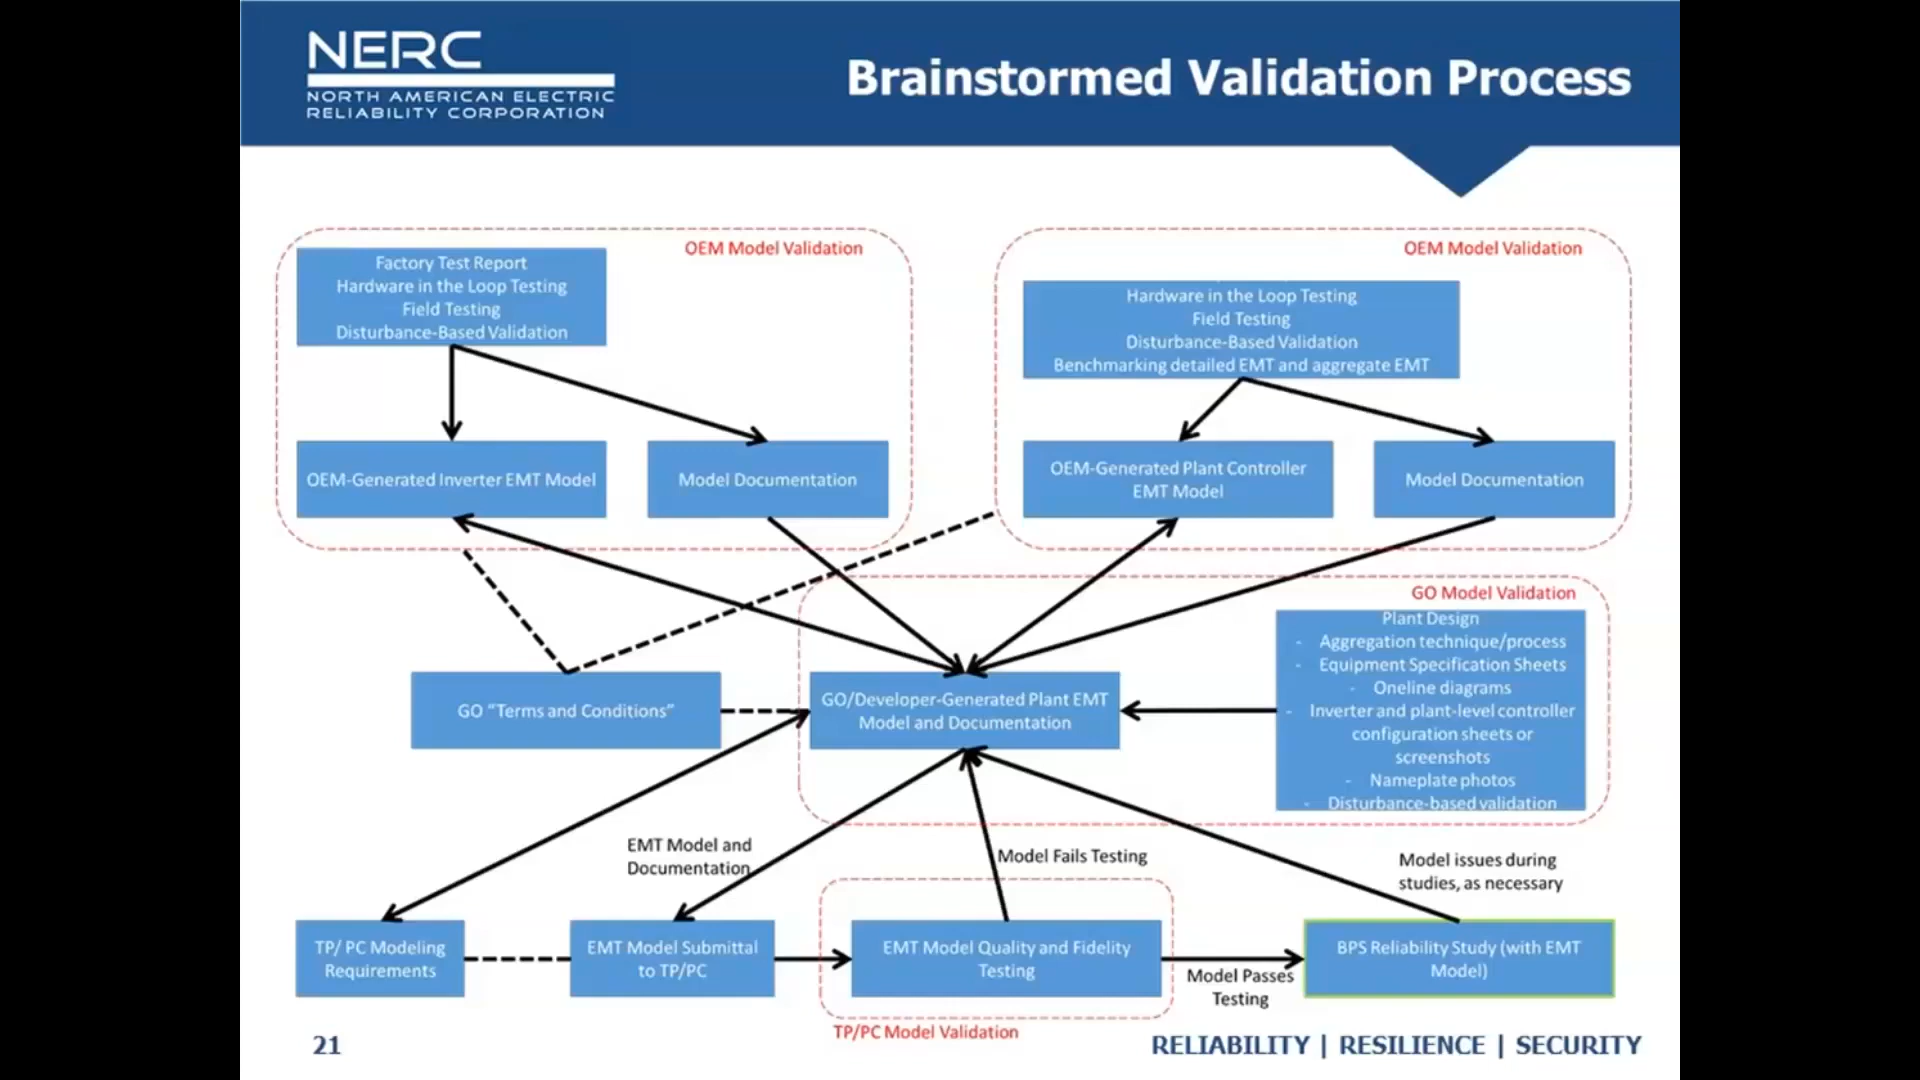 NERC
NORTH AMERICAN ELECTRIC
RELIABILITY CORPORATION
Brainstormed Validation Process
OEM Model Validation
Factory Test Report
Hardware in the Loop Testing
Field Testing
Disturbance-Based Validation
OEM-Generated Inverter EMT Model
Model Documentation
OEM Model Validation
Hardware in the Loop Testing
Field Testing
Disturbance-Based Validation
Benchmarking detailed EMT and aggregate EMT
OEM-Generated Plant Controller
EMT Model
Model Documentation
GO "Terms and Conditions"
GO/Developer-Generated Plant EMT
Model and Documentation
GO Model Validation
Plant Design
- Aggregation technique/process
- Equipment Specification Sheets
- Oneline diagrams
- Inverter and plant-level controller
configuration sheets or
screenshots
- Nameplate photos
- Disturbance-based validation
EMT Model and
Documentation
Model Fails Testing
Model issues during
studies, as necessary
TP/ PC Modeling
Requirements
EMT Model Submittal
to TP/PC
EMT Model Quality and Fidelity
Testing
Model Passes
Testing
BPS Reliability Study (with EMT
Model)
TP/PC Model Validation
21
RELIABILITY | RESILIENCE | SECURITY